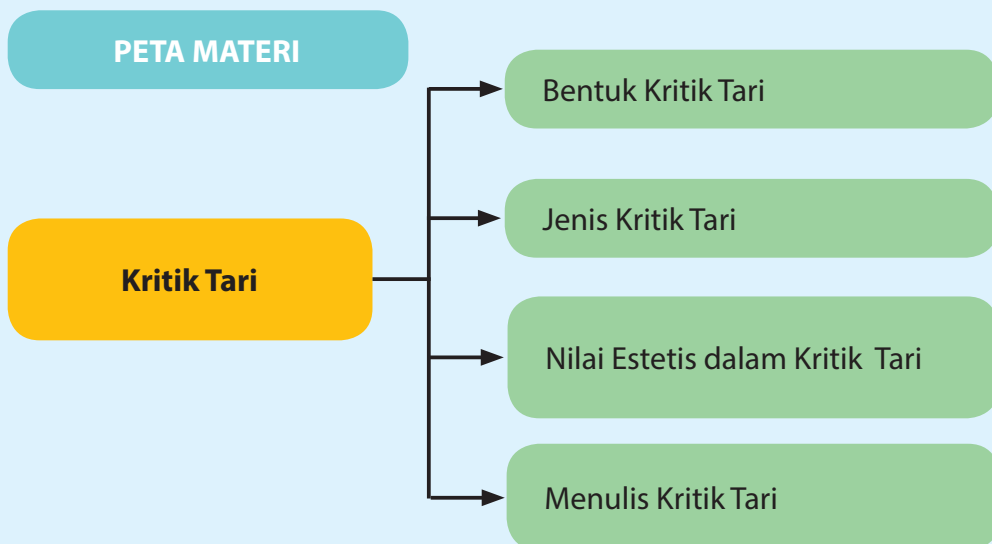 PETA MATERI
Bentuk Kritik Tari
Jenis Kritik Tari
Kritik Tari
Nilai Estetis dalam Kritik Tari
Menulis Kritik Tari